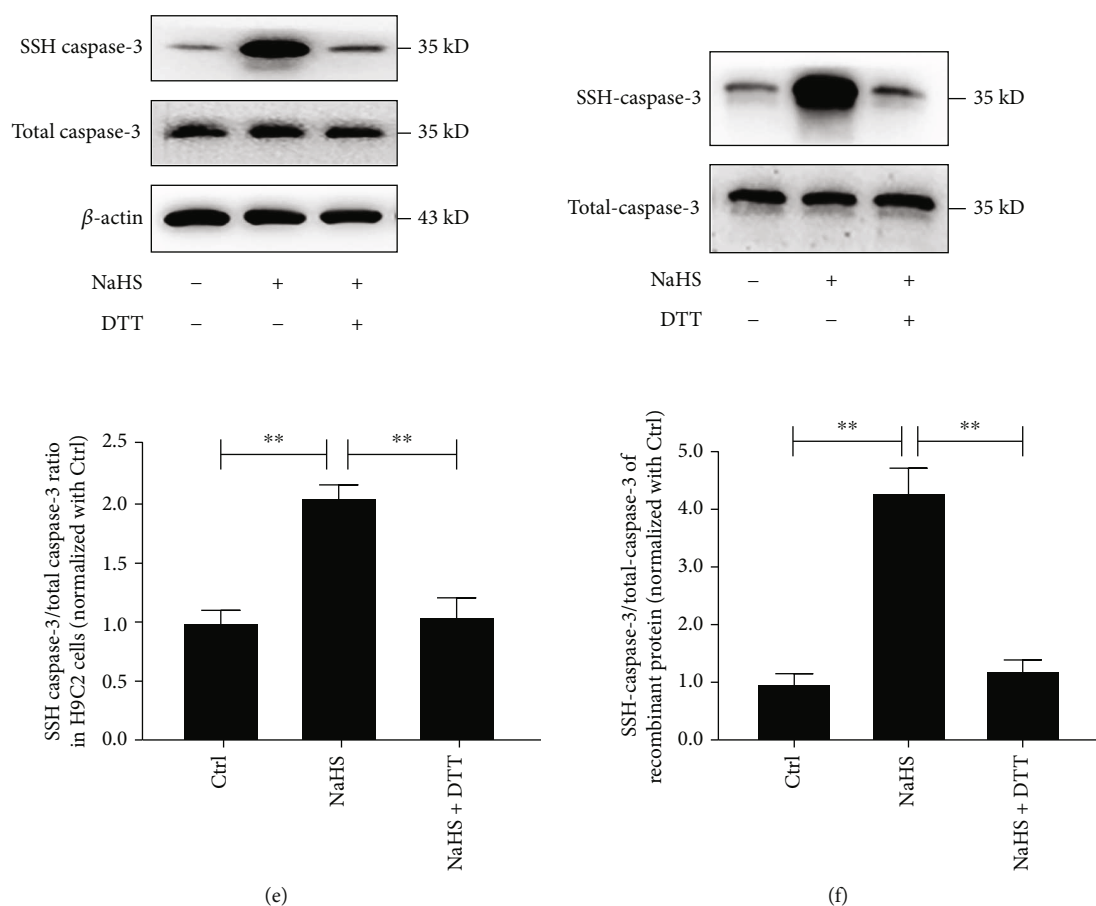 SSH caspase-3
35 kD
Total caspase-3
35 kD
β-actin
43 kD
NaHS − + +
DTT − − +
SSH caspase-3/total caspase-3 ratio
in H9C2 cells (normalized with Ctrl)
2.5
2.0
1.5
1.0
0.5
0.0
** **
Ctrl
NaHS
NaHS + DTT
(e)
SSH-caspase-3
35 kD
Total-caspase-3
35 kD
NaHS − + +
DTT − − +
SSH-caspase-3/total-caspase-3 of
recombinant protein (normalized with Ctrl)
5.0
4.0
3.0
2.0
1.0
0.0
** **
Ctrl
NaHS
NaHS + DTT
(f)